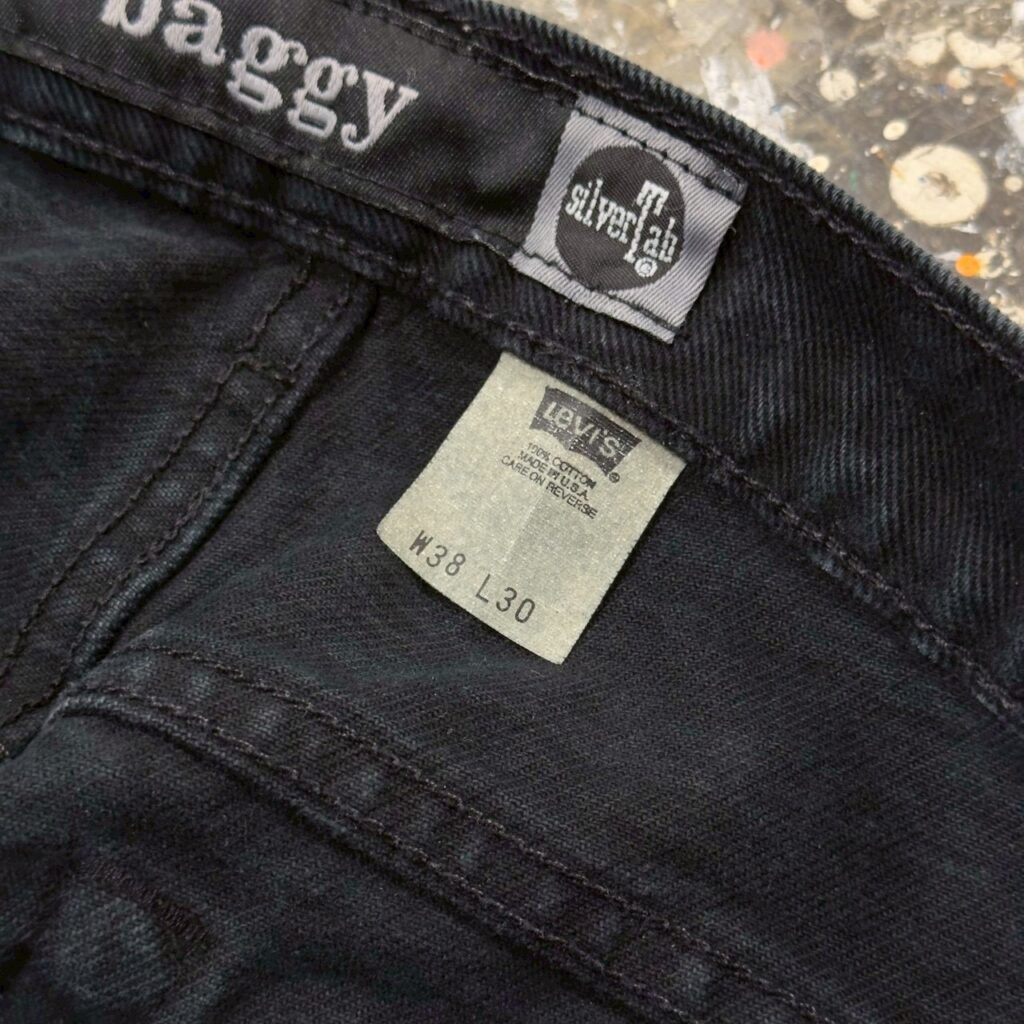 baggy
silverTab®
Levi's®
100% COTTON
MADE IN U.S.A.
CARE ON REVERSE
W38 L30